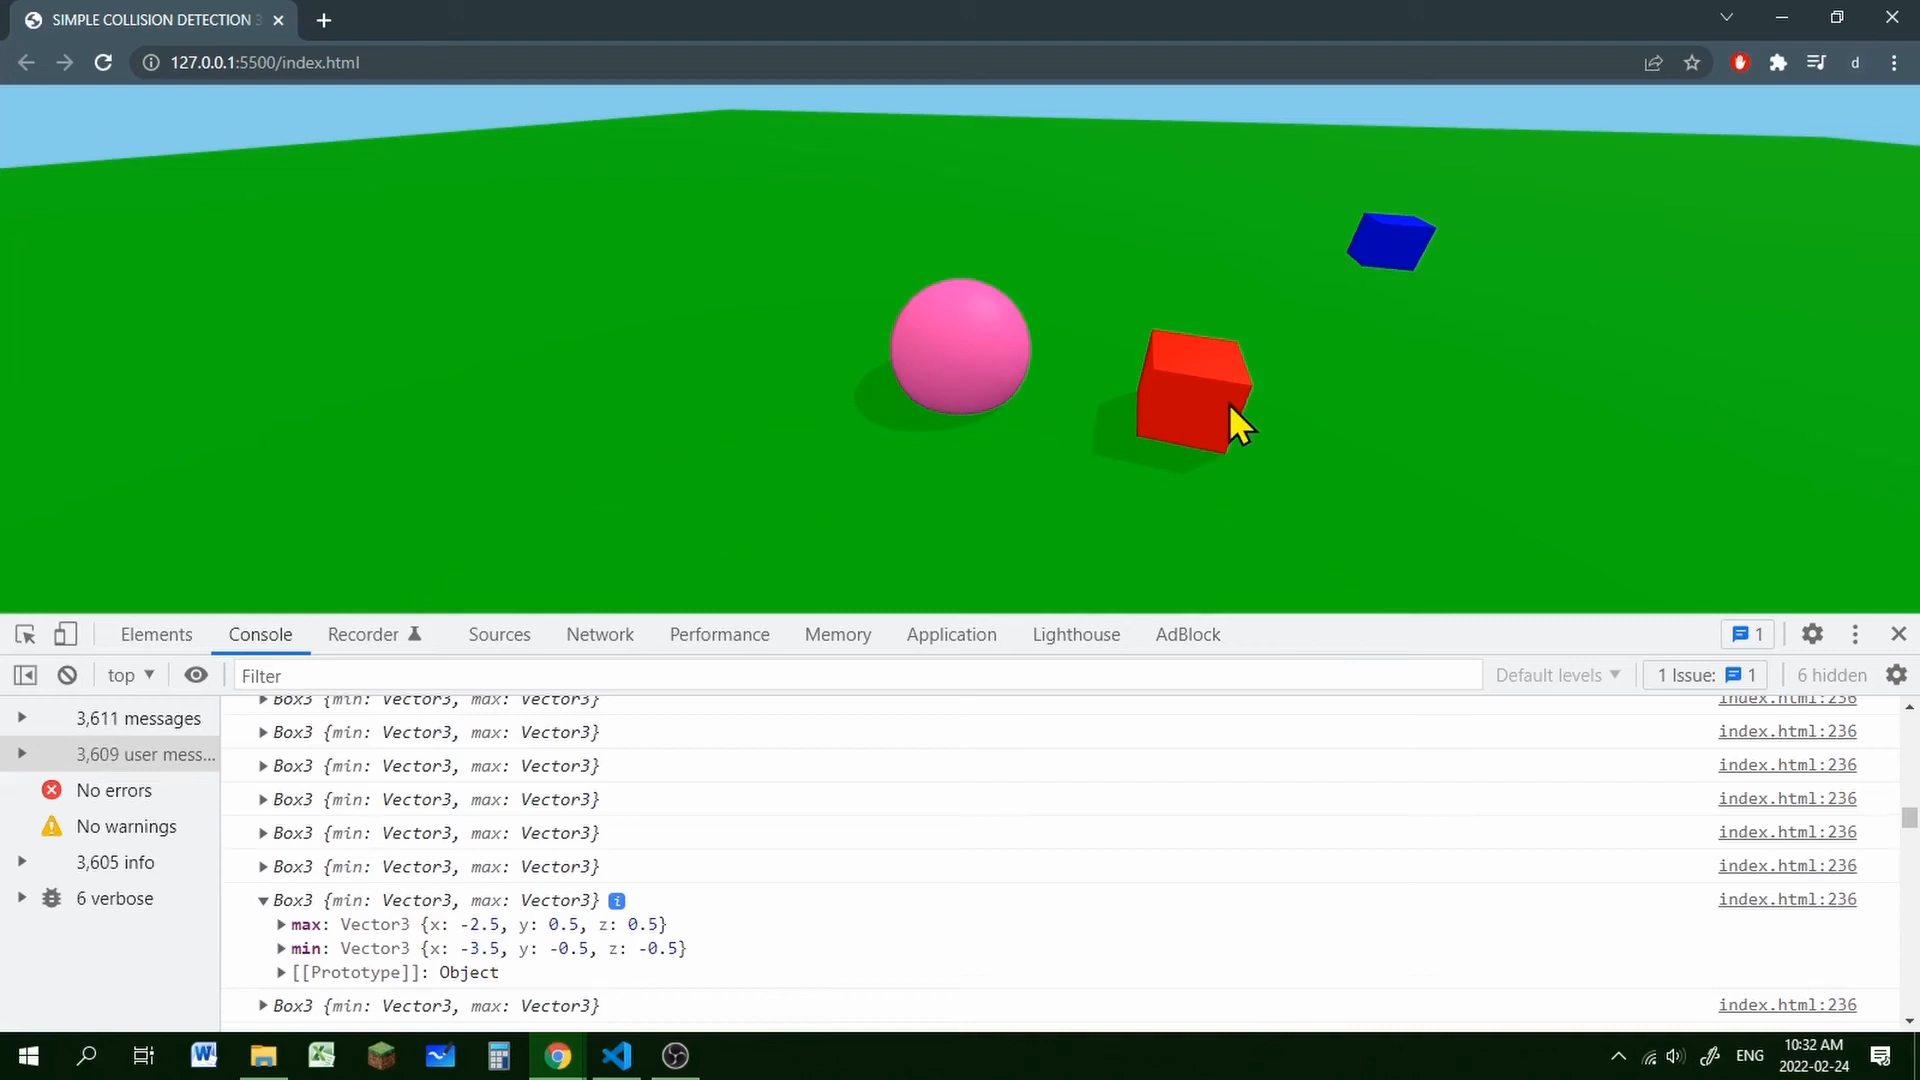 SIMPLE COLLISION DETECTION 3
127.0.0.1:5500/index.html
d
Elements Console Recorder Sources Network Performance Memory Application Lighthouse AdBlock 1
top Filter Default levels 1 Issue: 1 6 hidden
3,611 messages
3,609 user mess...
No errors
No warnings
3,605 info
6 verbose
Box3 {min: Vector3, max: Vector3} index.html:236
Box3 {min: Vector3, max: Vector3} index.html:236
Box3 {min: Vector3, max: Vector3} index.html:236
Box3 {min: Vector3, max: Vector3} index.html:236
Box3 {min: Vector3, max: Vector3} index.html:236
Box3 {min: Vector3, max: Vector3} index.html:236
Box3 {min: Vector3, max: Vector3} i index.html:236
max: Vector3 {x: -2.5, y: 0.5, z: 0.5}
min: Vector3 {x: -3.5, y: -0.5, z: -0.5}
[[Prototype]]: Object
Box3 {min: Vector3, max: Vector3} index.html:236
ENG
10:32 AM
2022-02-24